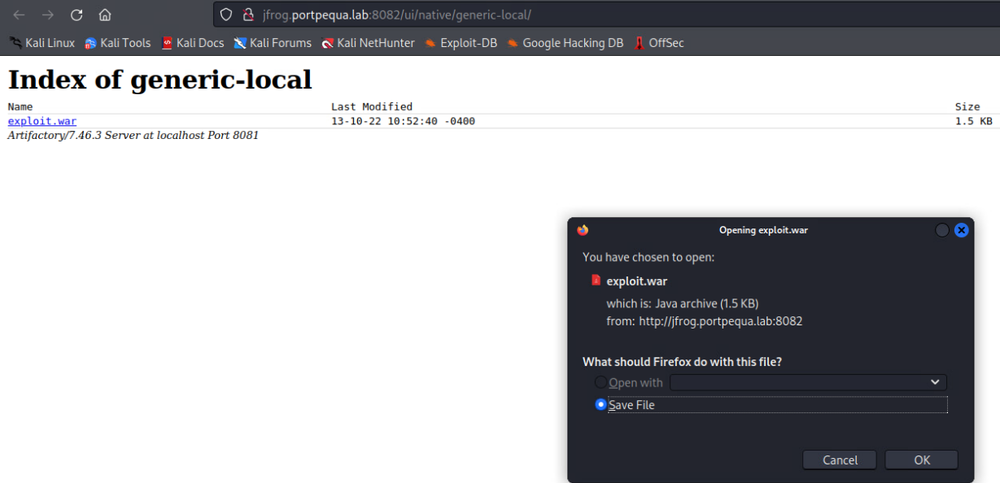 jfrog.portpequa.lab:8082/ui/native/generic-local/
Kali Linux Kali Tools Kali Docs Kali Forums Kali NetHunter Exploit-DB Google Hacking DB OffSec
Index of generic-local
Name Last Modified Size
exploit.war 13-10-22 10:52:40 -0400 1.5 KB
Artifactory/7.46.3 Server at localhost Port 8081
Opening exploit.war
You have chosen to open:
exploit.war
which is: Java archive (1.5 KB)
from: http://jfrog.portpequa.lab:8082
What should Firefox do with this file?
Open with
Save File
Cancel OK